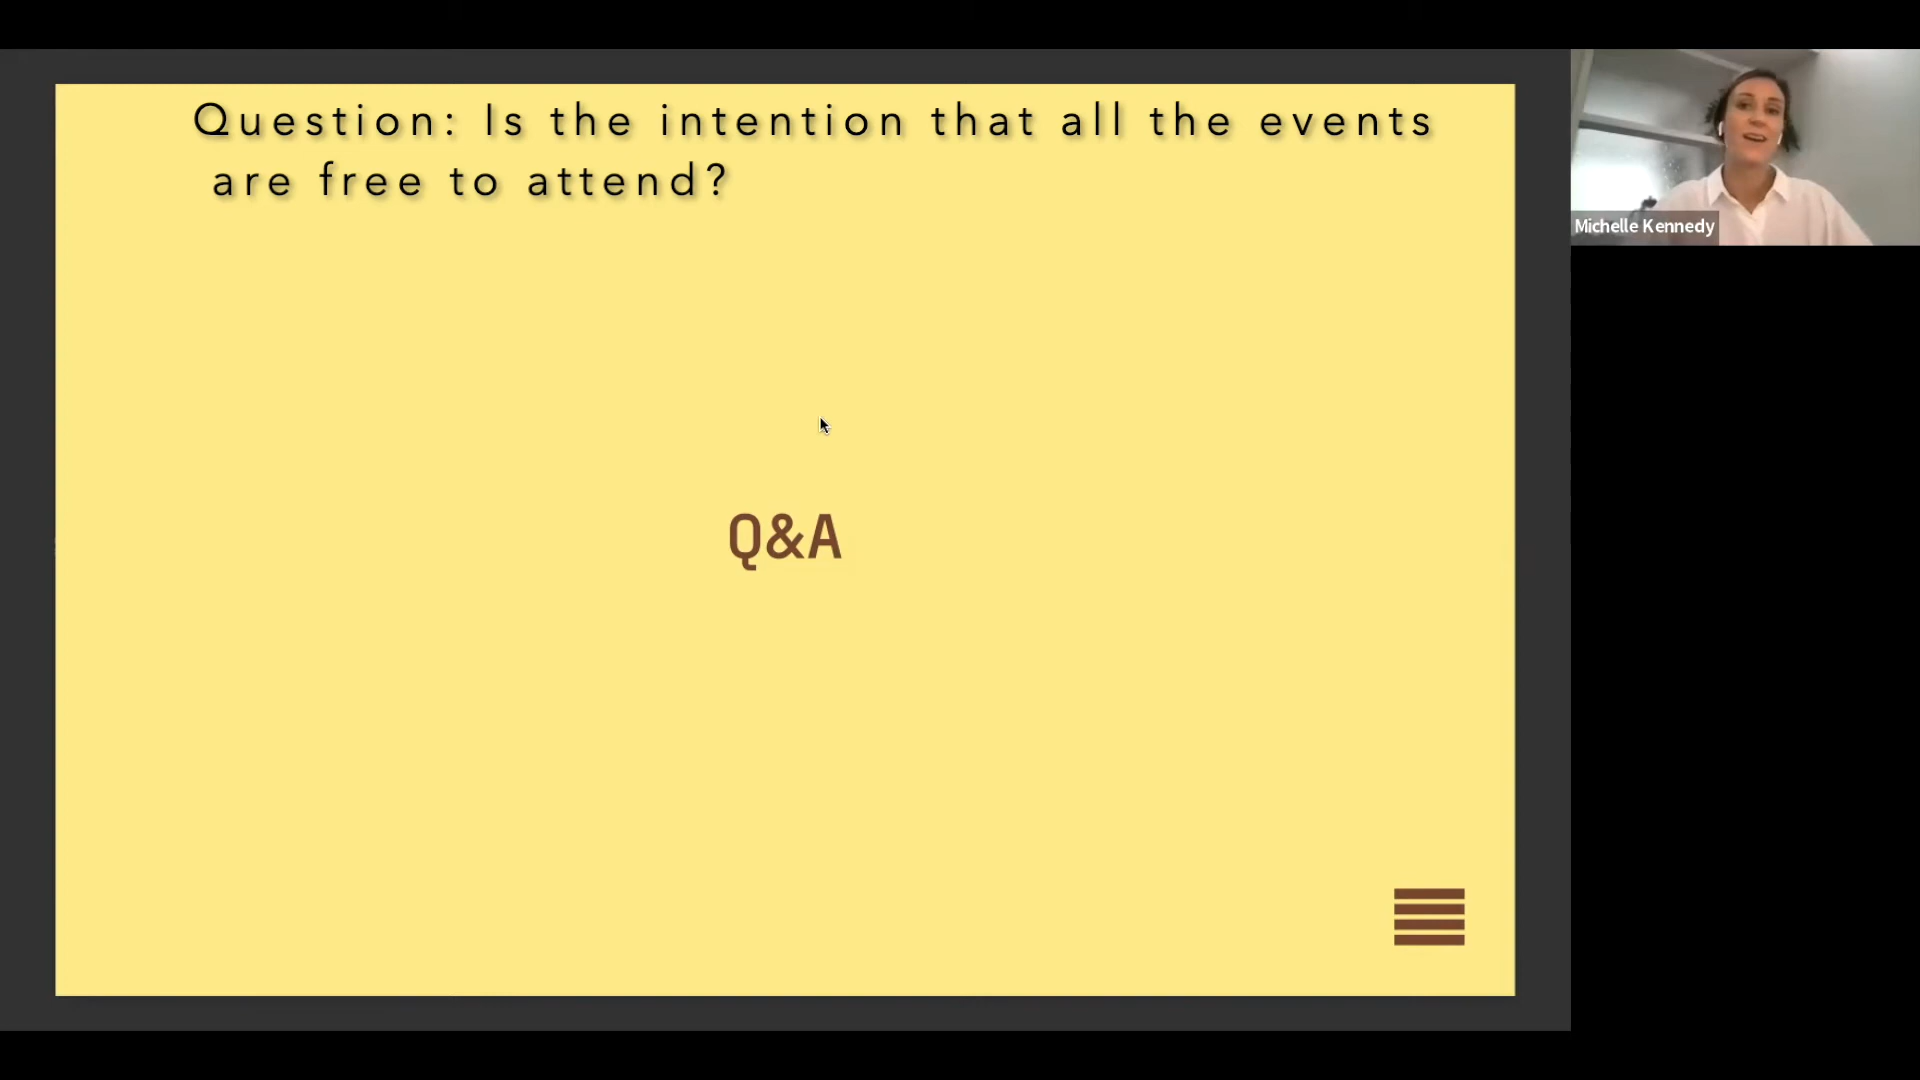 Question: Is the intention that all the events
are free to attend?
Michelle Kennedy
Q&A